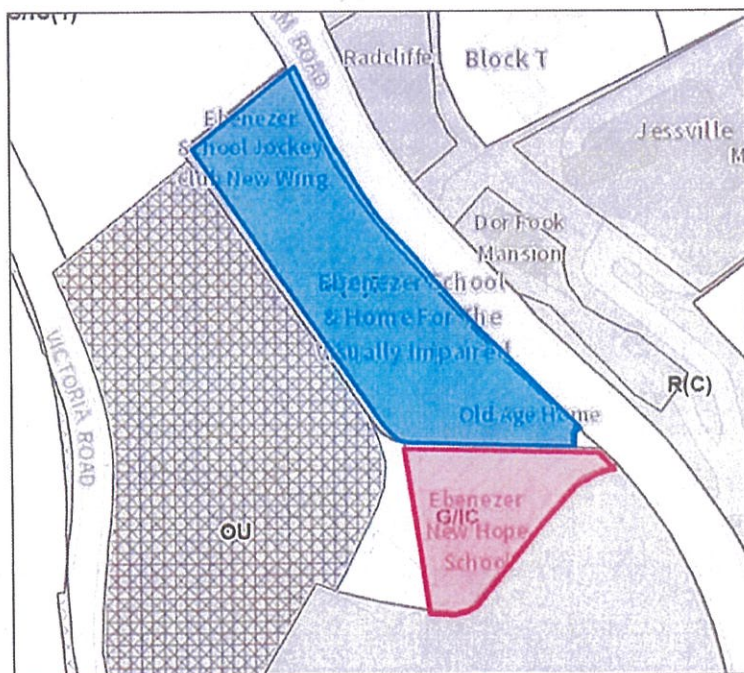 AM ROAD
Radcliffe
Block T
Ebenezer
School Jockey
Club New Wing
Jessville
M
Dor Fook
Mansion
Ebenezer School
& Home For The
Visually Impaired
R(C)
VICTORIA ROAD
Old Age Home
Ebenezer
G/IC
New Hope
School
OU